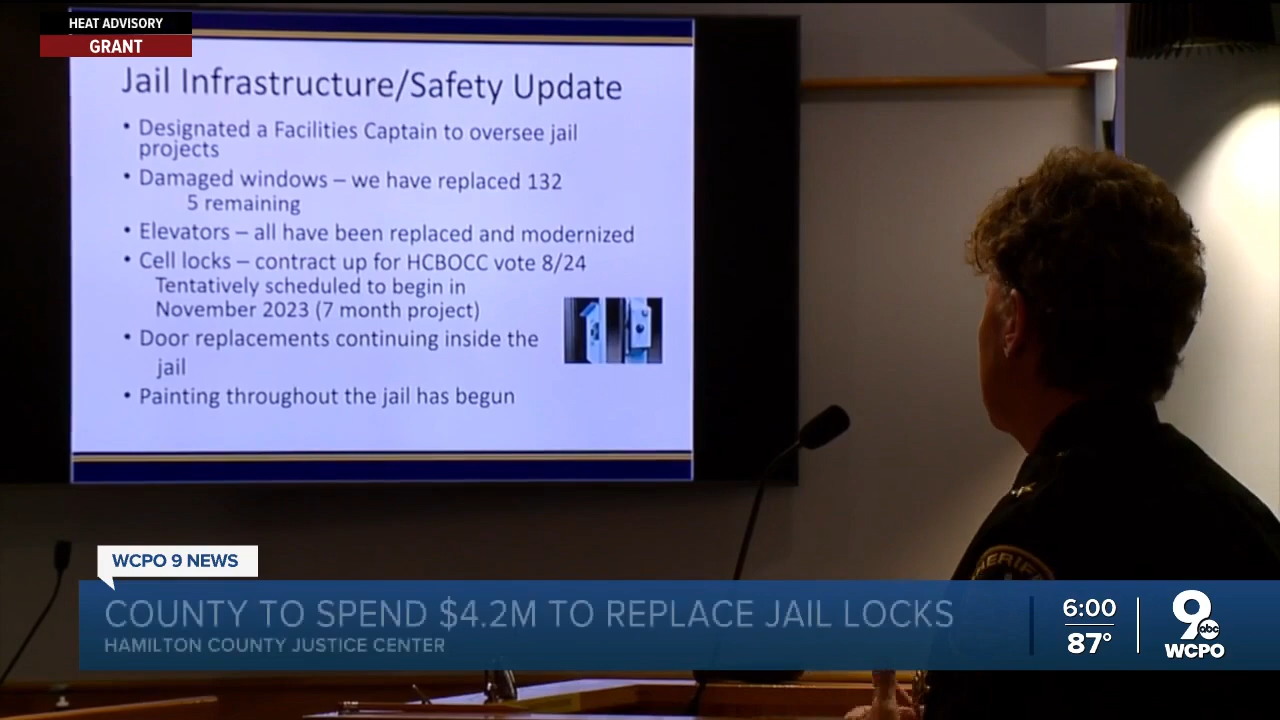 HEAT ADVISORY
GRANT
Jail Infrastructure/Safety Update
• Designated a Facilities Captain to oversee jail
projects
• Damaged windows – we have replaced 132
5 remaining
• Elevators – all have been replaced and modernized
• Cell locks – contract up for HCBOCC vote 8/24
Tentatively scheduled to begin in
November 2023 (7 month project)
• Door replacements continuing inside the
jail
• Painting throughout the jail has begun
SHERIFF
WCPO 9 NEWS
COUNTY TO SPEND $4.2M TO REPLACE JAIL LOCKS
HAMILTON COUNTY JUSTICE CENTER
6:00
87°
9
abc
WCPO